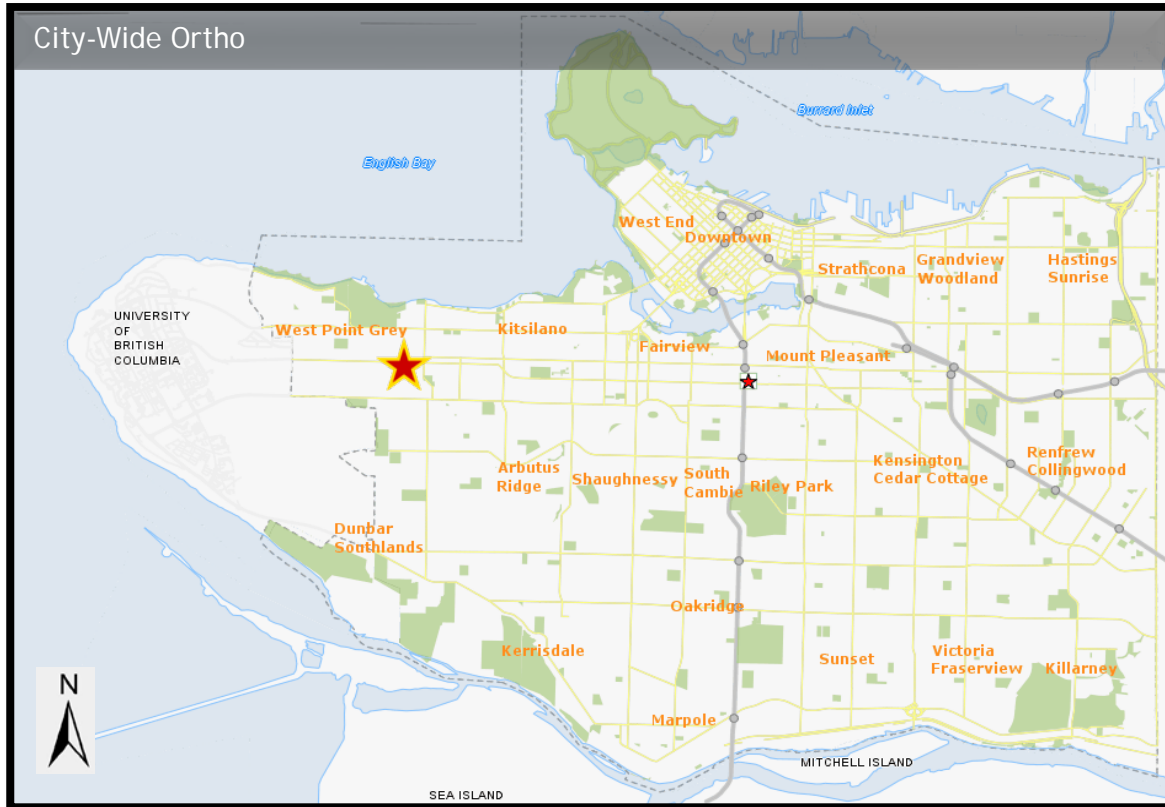 City-Wide Ortho
Burrard Inlet
English Bay
West End
Downtown
Strathcona
Grandview
Woodland
Hastings
Sunrise
UNIVERSITY
OF
BRITISH
COLUMBIA
West Point Grey
Kitsilano
Fairview
Mount Pleasant
Arbutus
Ridge
Shaughnessy
South
Cambie
Riley Park
Kensington
Cedar Cottage
Renfrew
Collingwood
Dunbar
Southlands
Oakridge
Kerrisdale
Sunset
Victoria
Fraserview
Killarney
N
Marpole
MITCHELL ISLAND
SEA ISLAND